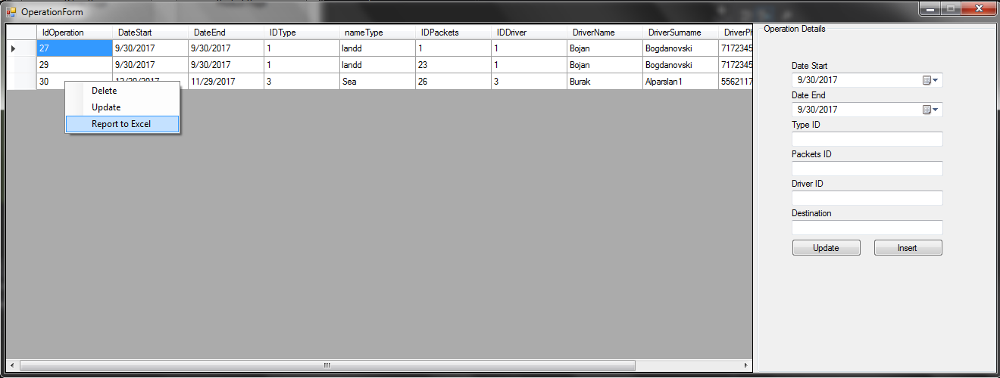 OperationForm
IdOperation DateStart DateEnd IDType nameType IDPackets IDDriver DriverName DriverSurname DriverPh
27 9/30/2017 9/30/2017 1 landd 1 1 Bojan Bogdanovski 7172345
29 9/30/2017 9/30/2017 1 landd 23 1 Bojan Bogdanovski 7172345
30 11/29/2017 3 Sea 26 3 Burak Alparslan1 5562117
Delete
Update
Report to Excel
Operation Details
Date Start
9/30/2017
Date End
9/30/2017
Type ID
Packets ID
Driver ID
Destination
Update Insert